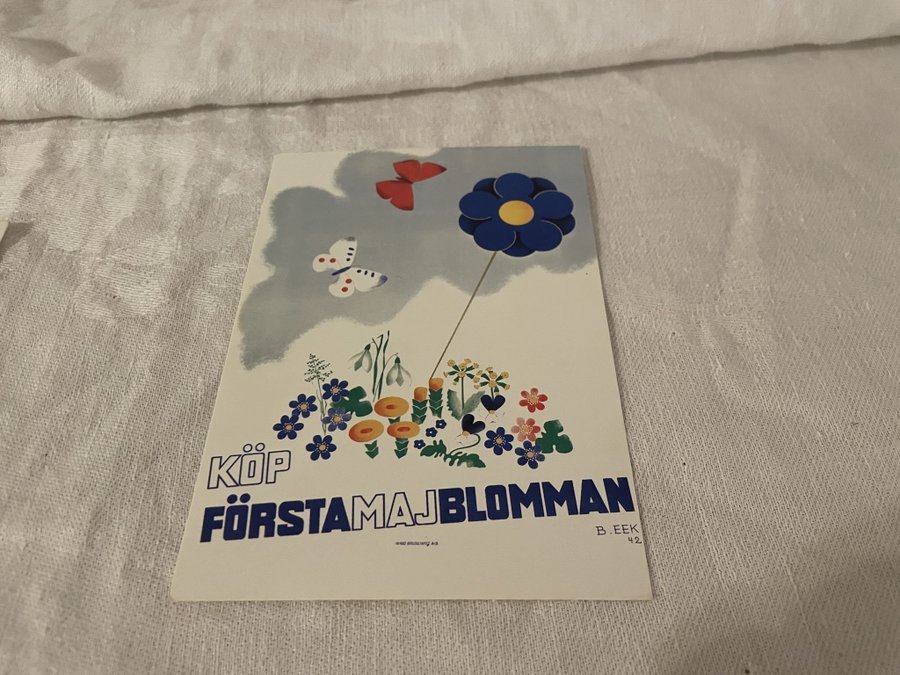 KÖP
FÖRSTAMAJBLOMMAN
B. EEK
42